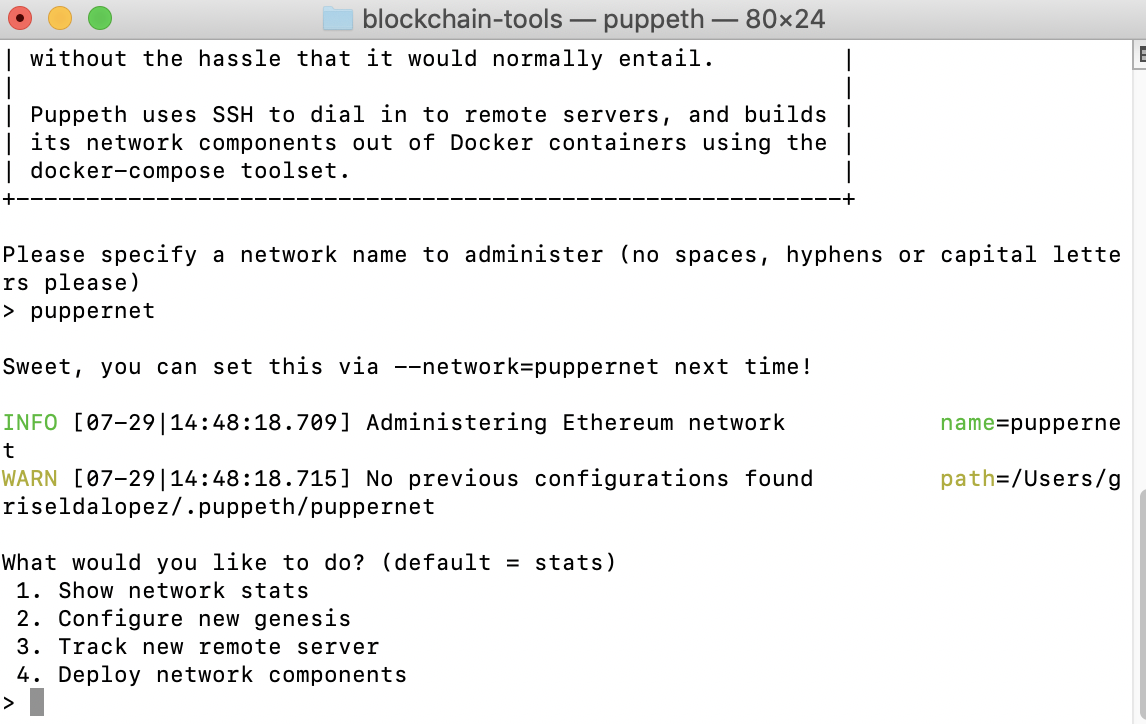 blockchain-tools — puppeth — 80×24
| without the hassle that it would normally entail.         |
|                                                           |
| Puppeth uses SSH to dial in to remote servers, and builds |
| its network components out of Docker containers using the |
| docker-compose toolset.                                   |
+-----------------------------------------------------------+
Please specify a network name to administer (no spaces, hyphens or capital lette
rs please)
> puppernet
Sweet, you can set this via --network=puppernet next time!
INFO [07-29|14:48:18.709] Administering Ethereum network           name=pupperne
t
WARN [07-29|14:48:18.715] No previous configurations found         path=/Users/g
riseldalopez/.puppeth/puppernet
What would you like to do? (default = stats)
 1. Show network stats
 2. Configure new genesis
 3. Track new remote server
 4. Deploy network components
>